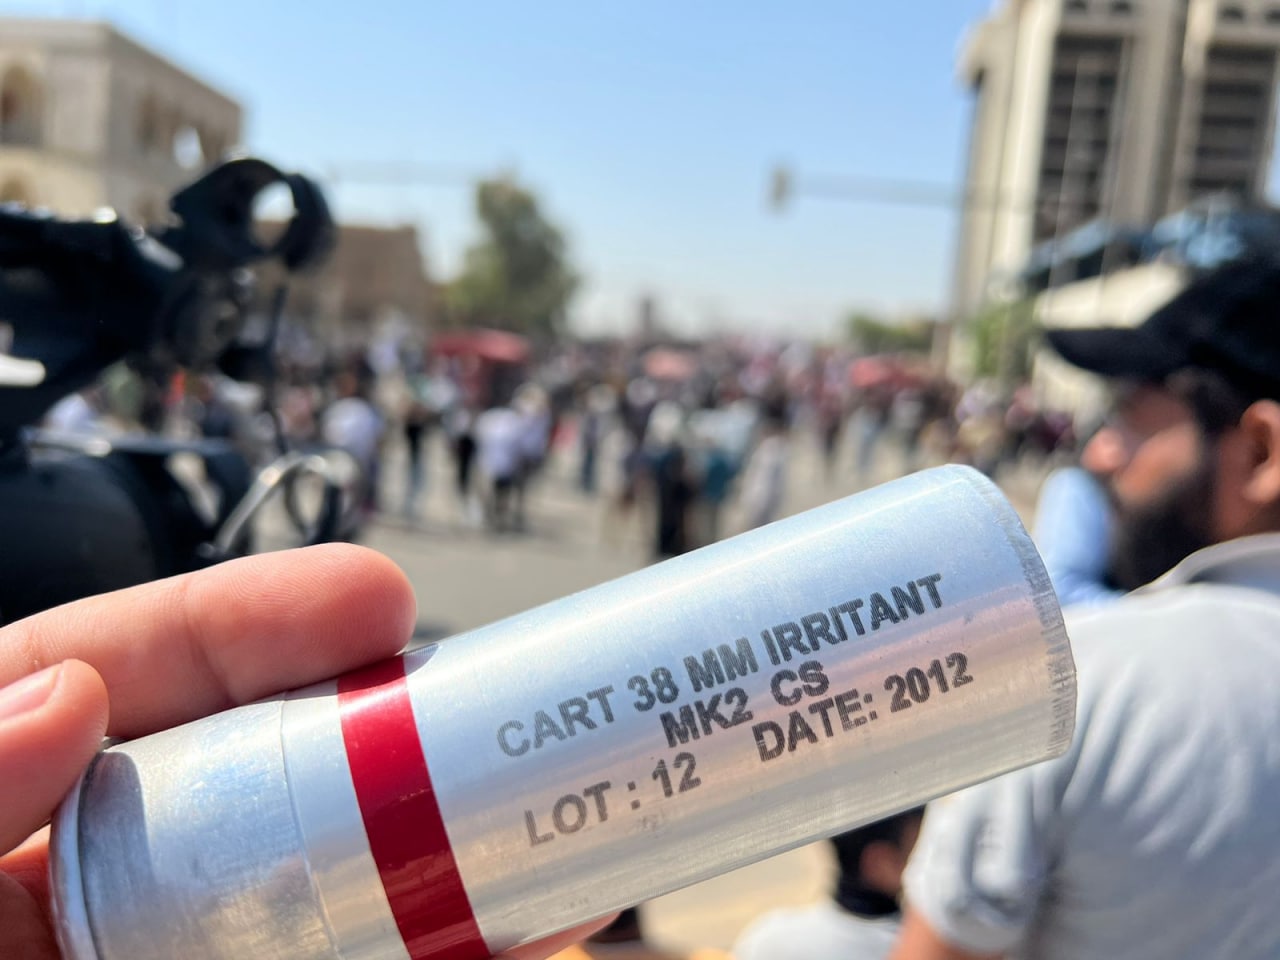 CART 38 MM IRRITANT
MK2 CS
LOT : 12 DATE: 2012